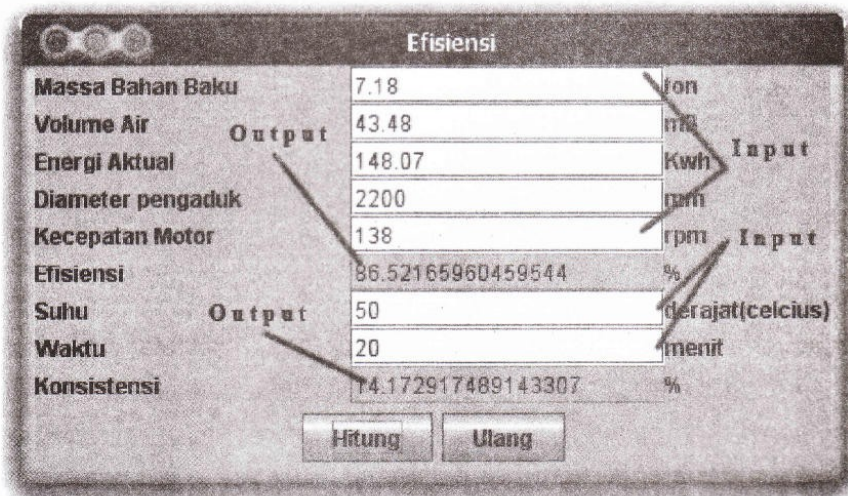 Efisiensi
Massa Bahan Baku 7.18 ton
Volume Air 43.48 m3
Output
Energi Aktual 148.07 Kwh
Input
Diameter pengaduk 2200 mm
Kecepatan Motor 138 rpm
Input
Efisiensi 86.52165960459544 %
Suhu 50 derajat(celcius)
Output
Waktu 20 menit
Konsistensi 14.172917489143307 %
Hitung Ulang